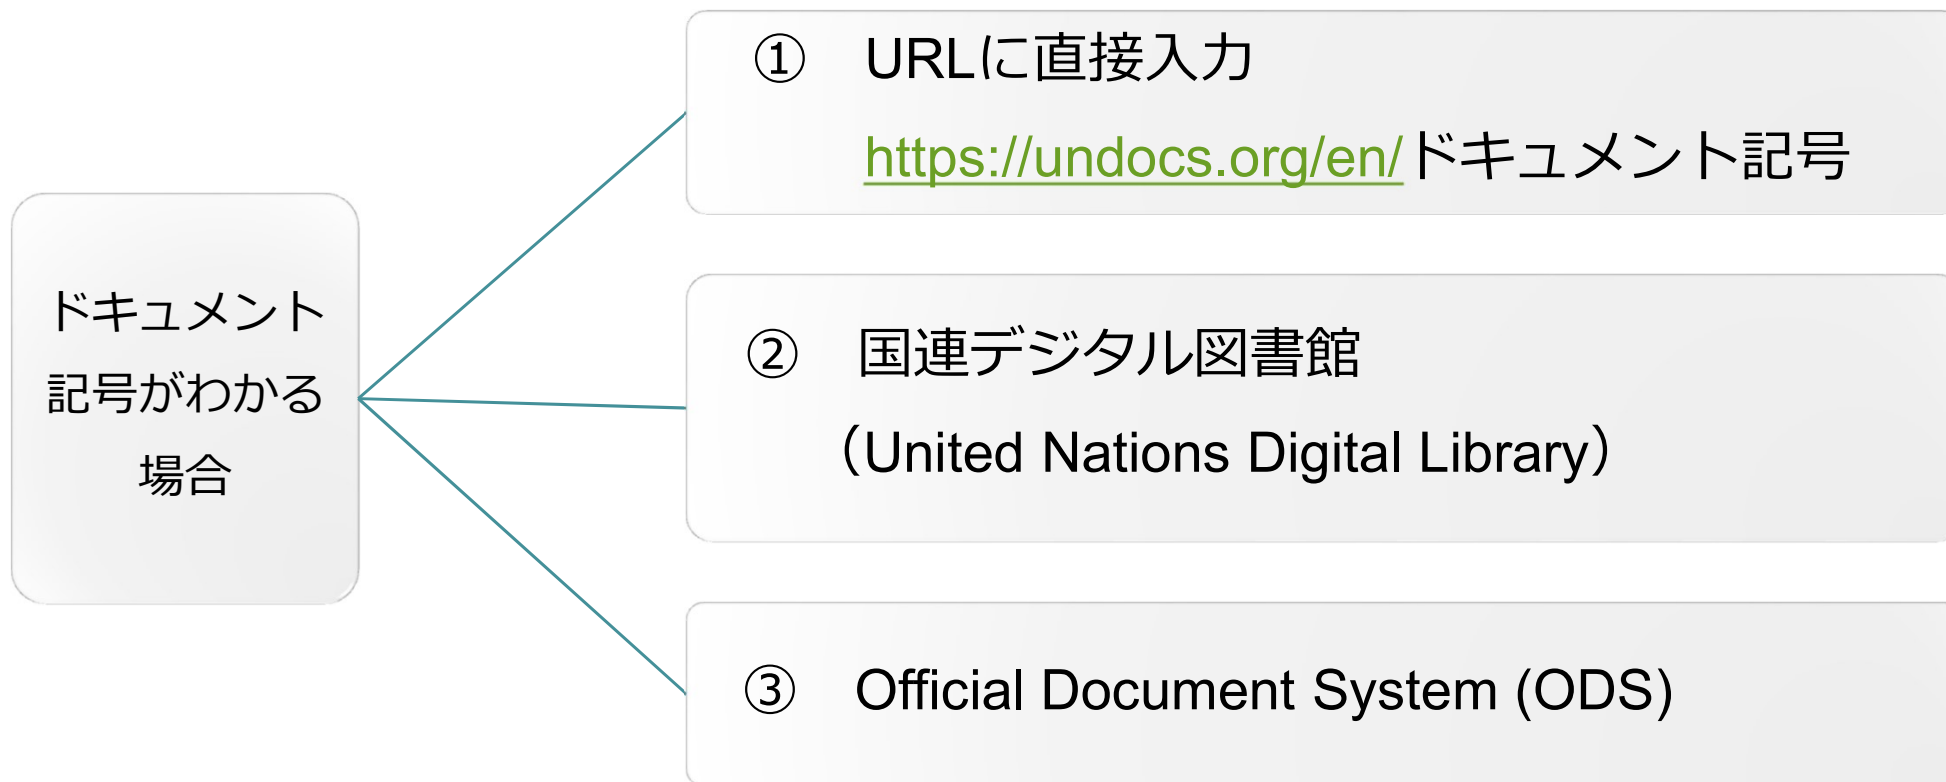 ドキュメント
記号がわかる
場合
① URLに直接入力
https://undocs.org/en/ドキュメント記号
② 国連デジタル図書館
（United Nations Digital Library）
③ Official Document System (ODS)